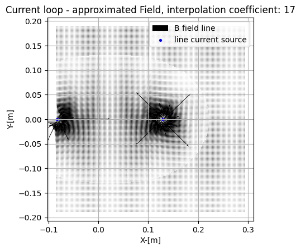 Current loop - approximated Field, interpolation coefficient: 17
B field line
line current source
Y-[m]
0.20
0.15
0.10
0.05
0.00
−0.05
−0.10
−0.15
−0.20
−0.1 0.0 0.1 0.2 0.3
X-[m]